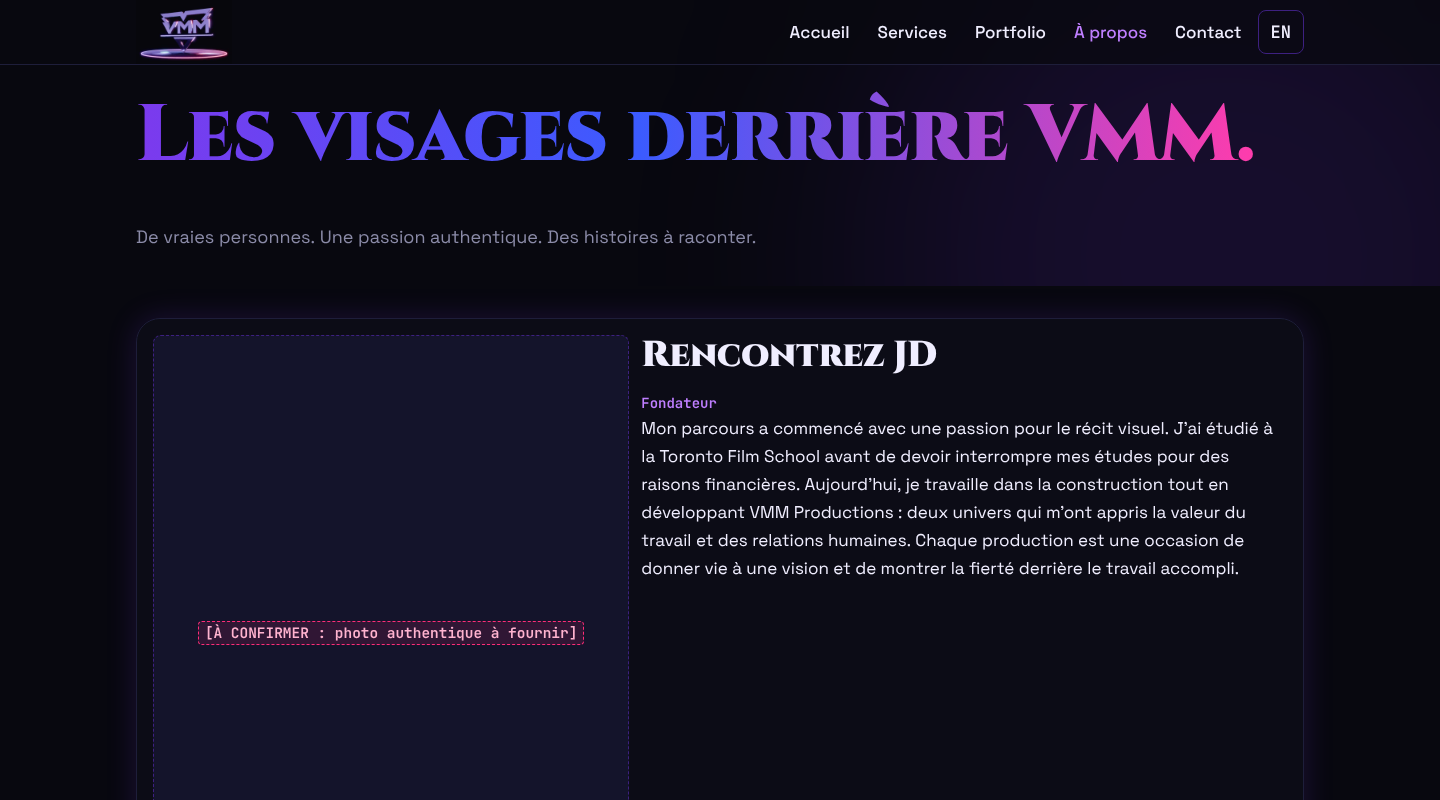 VMM
Accueil Services Portfolio À propos Contact EN
Les visages derrière VMM.
De vraies personnes. Une passion authentique. Des histoires à raconter.
Rencontrez JD
Fondateur
Mon parcours a commencé avec une passion pour le récit visuel. J’ai étudié à
la Toronto Film School avant de devoir interrompre mes études pour des
raisons financières. Aujourd’hui, je travaille dans la construction tout en
développant VMM Productions : deux univers qui m’ont appris la valeur du
travail et des relations humaines. Chaque production est une occasion de
donner vie à une vision et de montrer la fierté derrière le travail accompli.
[À CONFIRMER : photo authentique à fournir]